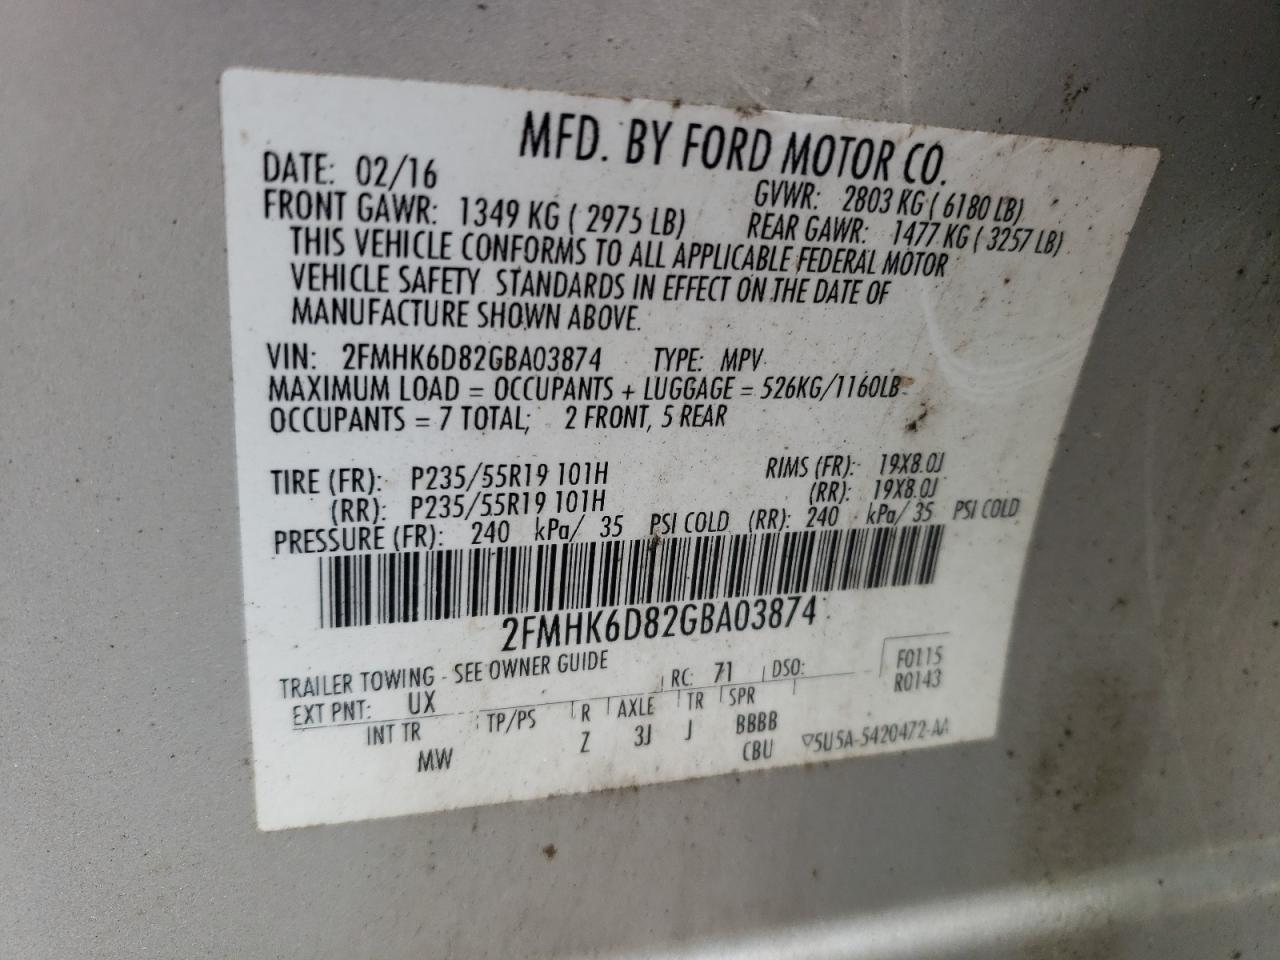 MFD. BY FORD MOTOR CO.
DATE: 02/16 GVWR: 2803 KG ( 6180 LB)
FRONT GAWR: 1349 KG ( 2975 LB) REAR GAWR: 1477 KG ( 3257 LB)
THIS VEHICLE CONFORMS TO ALL APPLICABLE FEDERAL MOTOR
VEHICLE SAFETY STANDARDS IN EFFECT ON THE DATE OF
MANUFACTURE SHOWN ABOVE.
VIN: 2FMHK6D82GBA03874 TYPE: MPV
MAXIMUM LOAD = OCCUPANTS + LUGGAGE = 526KG/1160LB
OCCUPANTS = 7 TOTAL; 2 FRONT, 5 REAR
TIRE (FR): P235/55R19 101H RIMS (FR): 19X8.0J
(RR): P235/55R19 101H (RR): 19X8.0J
PRESSURE (FR): 240 kPa/ 35 PSI COLD (RR): 240 kPa/ 35 PSI COLD
2FMHK6D82GBA03874
TRAILER TOWING - SEE OWNER GUIDE
EXT PNT: UX RC: 71 DSO: F0115
R0143
INT TR TP/PS R AXLE TR SPR
MW Z 3J J BBBB
CBU ▽5U5A-5420472-AA